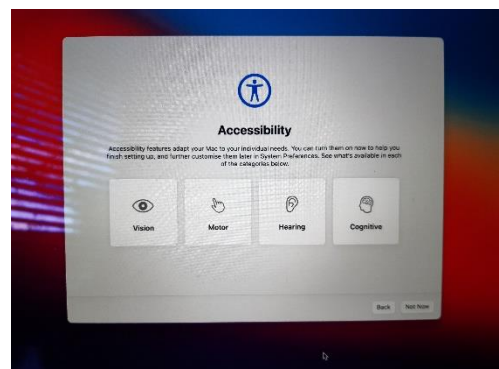 Accessibility
Accessibility features adapt your Mac to your individual needs. You can turn them on now to help you
finish setting up, and further customise them later in System Preferences. See what's available in each
of the categories below.
Vision
Motor
Hearing
Cognitive
Back
Not Now